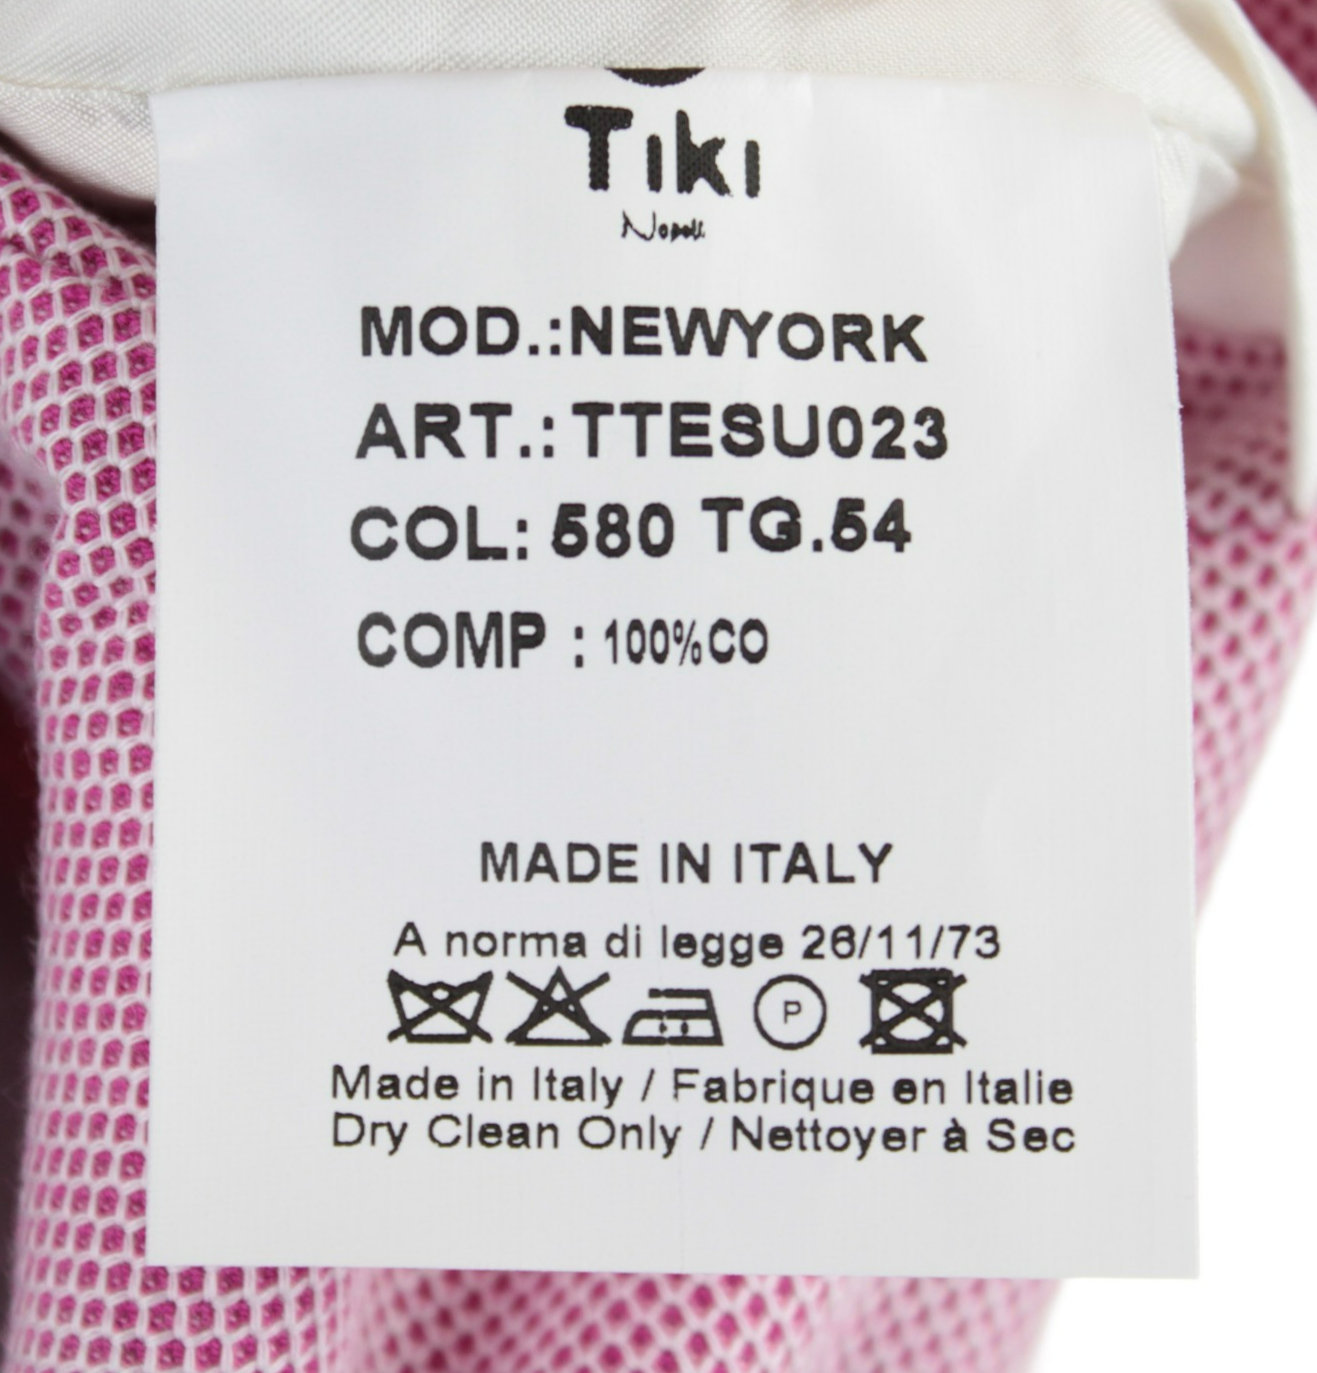 Tiki
Napoli
MOD.:NEWYORK
ART.:TTESU023
COL: 580 TG.54
COMP : 100%CO
MADE IN ITALY
A norma di legge 26/11/73
P
Made in Italy / Fabrique en Italie
Dry Clean Only / Nettoyer à Sec